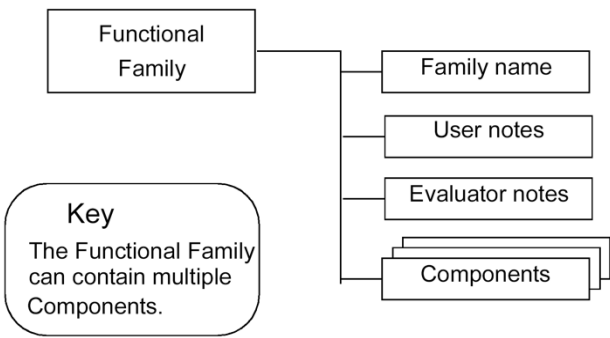 Functional
Family
Family name
User notes
Evaluator notes
Components
Key
The Functional Family
can contain multiple
Components.